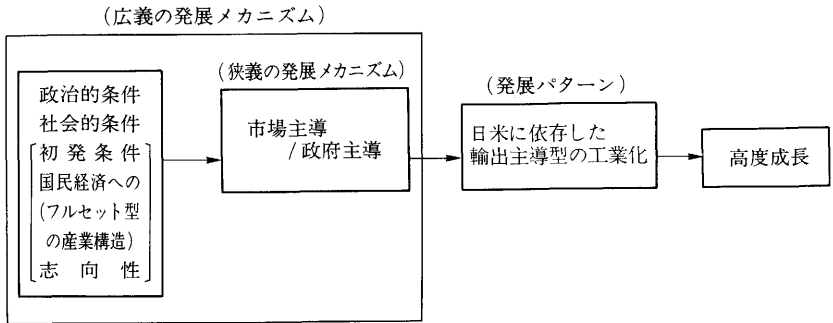 (広義の発展メカニズム)
政治的条件
社会的条件
初発条件
国民経済への
(フルセット型
の産業構造)
志向性
(狭義の発展メカニズム)
市場主導
/政府主導
(発展パターン)
日米に依存した
輸出主導型の工業化
高度成長